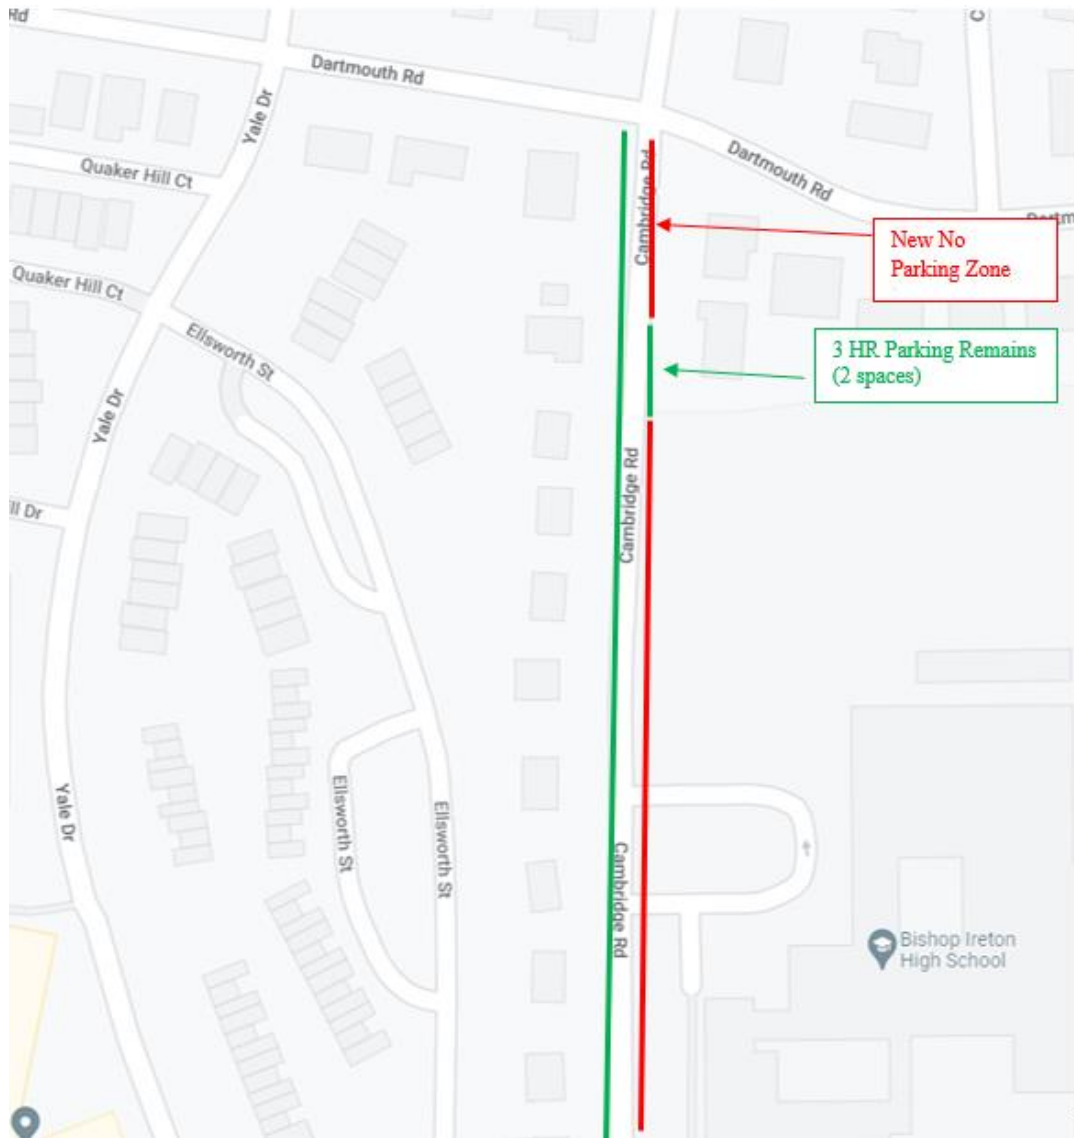 Rd
Dartmouth Rd
C
Yale Dr
Quaker Hill Ct
Cambridge Rd
Dartmouth Rd
Dartm
New No
Parking Zone
Quaker Hill Ct
Ellsworth St
3 HR Parking Remains
(2 spaces)
Yale Dr
Cambridge Rd
ill Dr
Yale Dr
Ellsworth St
Ellsworth St
Cambridge Rd
Bishop Ireton
High School